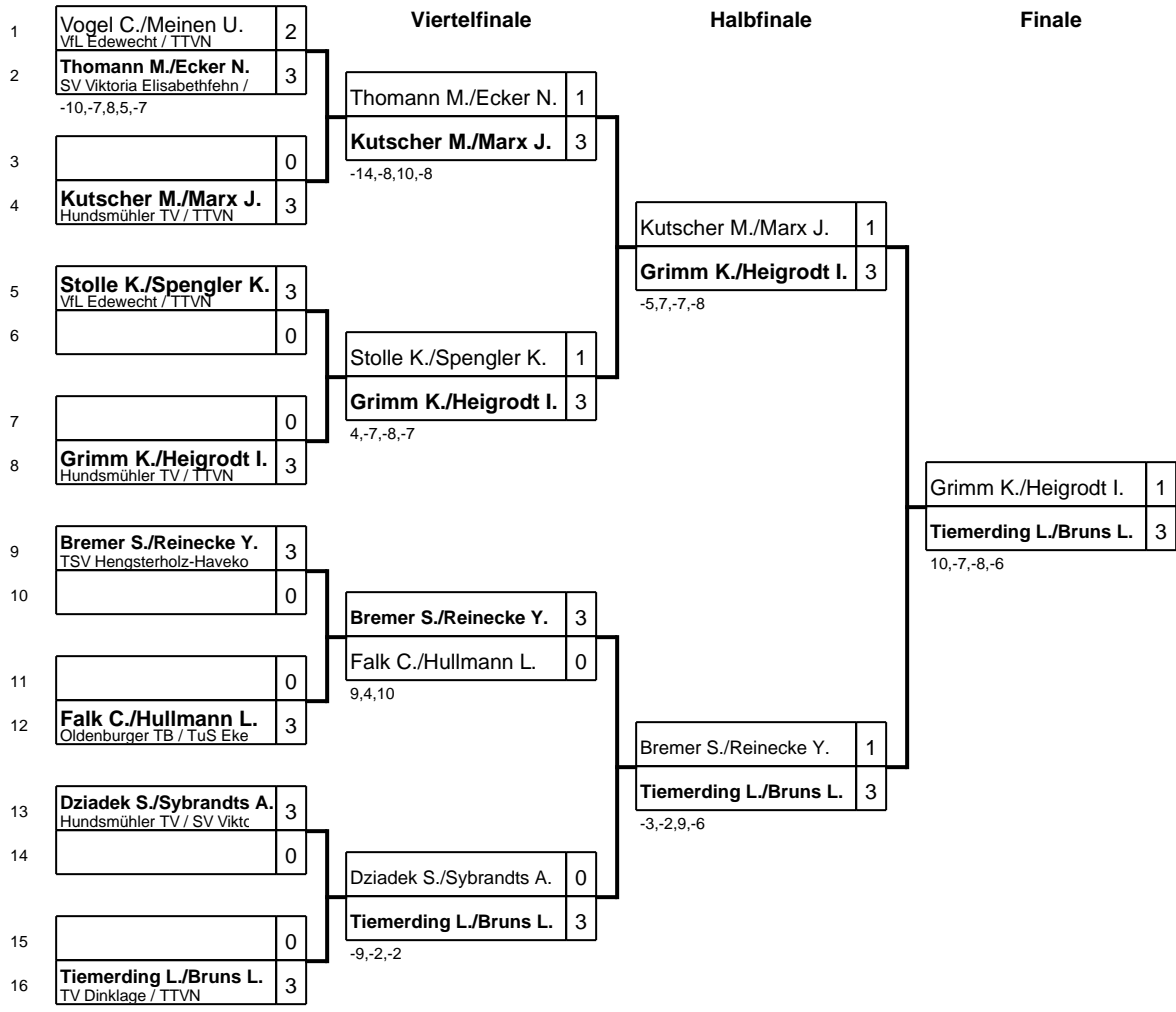 Viertelfinale
Halbfinale
Finale
1
Vogel C./Meinen U.
2
VfL Edewecht / TTVN
2
Thomann M./Ecker N.
3
SV Viktoria Elisabethfehn /
-10,-7,8,5,-7
3
0
4
Kutscher M./Marx J.
3
Hundsmühler TV / TTVN
5
Stolle K./Spengler K.
3
VfL Edewecht / TTVN
6
0
7
0
8
Grimm K./Heigrodt I.
3
Hundsmühler TV / TTVN
9
Bremer S./Reinecke Y.
3
TSV Hengsterholz-Haveko
10
0
11
0
12
Falk C./Hullmann L.
3
Oldenburger TB / TuS Eke
13
Dziadek S./Sybrandts A.
3
Hundsmühler TV / SV Vikto
14
0
15
0
16
Tiemerding L./Bruns L.
3
TV Dinklage / TTVN
Thomann M./Ecker N.
1
Kutscher M./Marx J.
3
-14,-8,10,-8
Stolle K./Spengler K.
1
Grimm K./Heigrodt I.
3
4,-7,-8,-7
Bremer S./Reinecke Y.
3
Falk C./Hullmann L.
0
9,4,10
Dziadek S./Sybrandts A.
0
Tiemerding L./Bruns L.
3
-9,-2,-2
Kutscher M./Marx J.
1
Grimm K./Heigrodt I.
3
-5,7,-7,-8
Bremer S./Reinecke Y.
1
Tiemerding L./Bruns L.
3
-3,-2,9,-6
Grimm K./Heigrodt I.
1
Tiemerding L./Bruns L.
3
10,-7,-8,-6